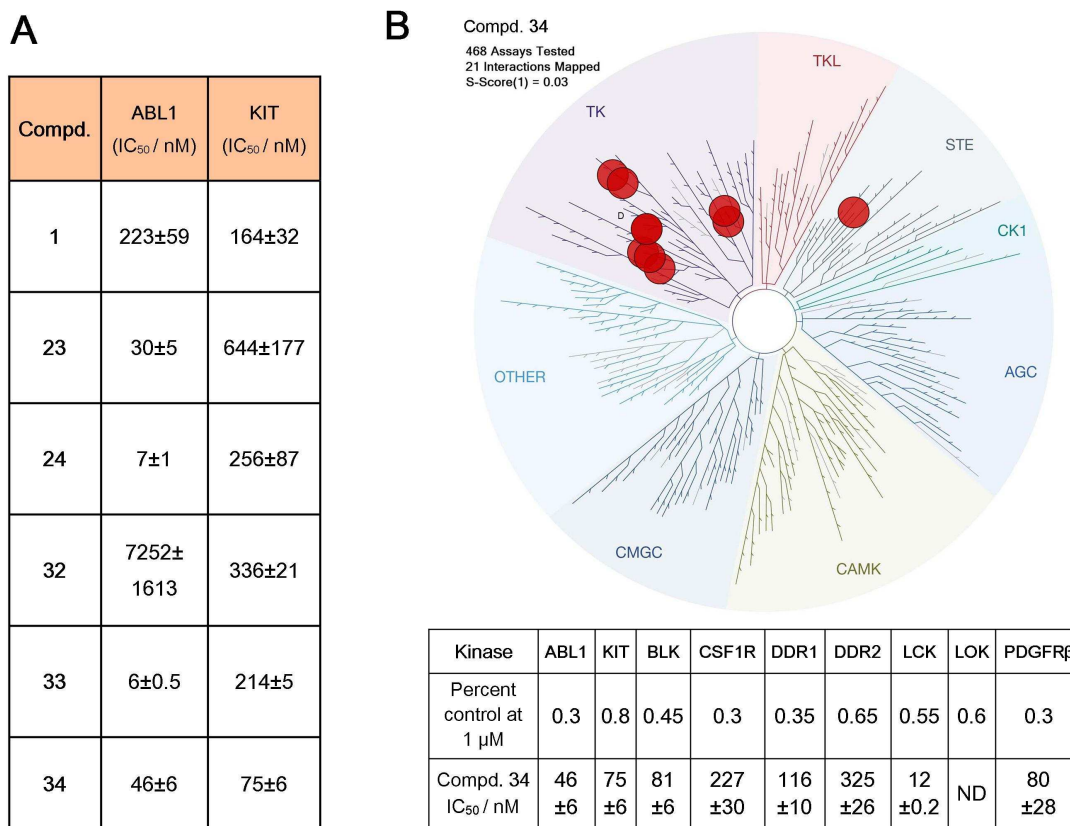 A
Compd.
ABL1
(IC₅₀ / nM)
KIT
(IC₅₀ / nM)
1
223±59
164±32
23
30±5
644±177
24
7±1
256±87
32
7252±
1613
336±21
33
6±0.5
214±5
34
46±6
75±6
B
Compd. 34
468 Assays Tested
21 Interactions Mapped
S-Score(1) = 0.03
TK
TKL
STE
CK1
AGC
CAMK
CMGC
OTHER
D
Kinase ABL1 KIT BLK CSF1R DDR1 DDR2 LCK LOK PDGFRβ
Percent
control at
1 µM
0.3 0.8 0.45 0.3 0.35 0.65 0.55 0.6 0.3
Compd. 34
IC₅₀ / nM
46
±6
75
±6
81
±6
227
±30
116
±10
325
±26
12
±0.2
ND
80
±28